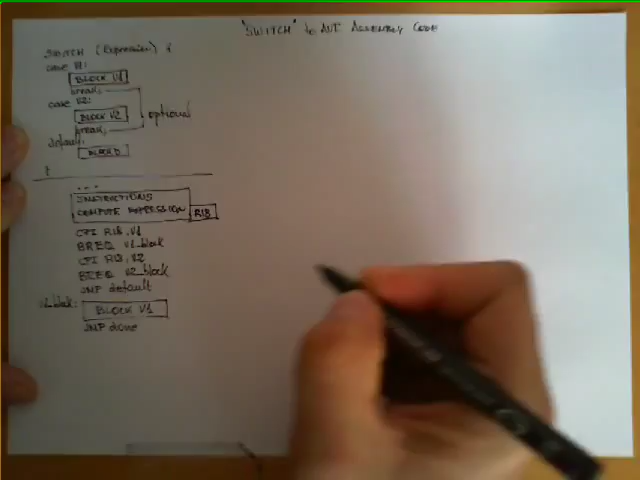 "SWITCH" to AVR ASSEMBLY CODE
SWITCH (Expression) {
case V1:
BLOCK V1
break;
case V2:
BLOCK V2
optional
break;
default:
BLOCK D
}
...
INSTRUCTIONS
COMPUTE EXPRESSION
R18
CPI R18, V1
BREQ V1_block
CPI R18, V2
BREQ V2_block
JMP default
V1_block:
BLOCK V1
JMP done